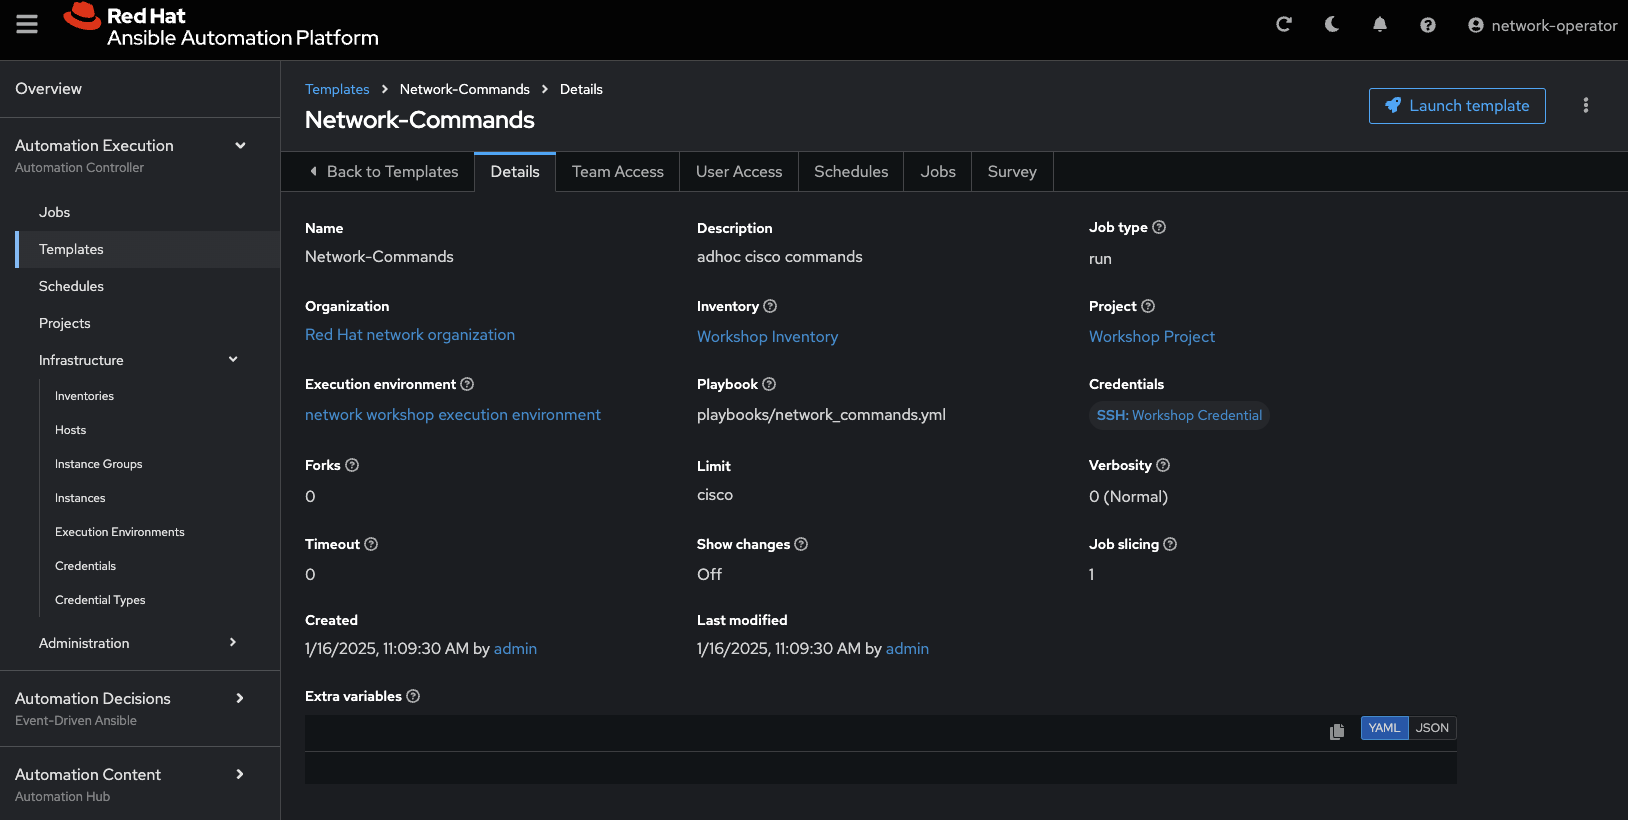 Red Hat
Ansible Automation Platform
network-operator
Overview
Automation Execution
Automation Controller
Jobs
Templates
Schedules
Projects
Infrastructure
Inventories
Hosts
Instance Groups
Instances
Execution Environments
Credentials
Credential Types
Administration
Automation Decisions
Event-Driven Ansible
Automation Content
Automation Hub
Templates > Network-Commands > Details
Network-Commands
Launch template
Back to Templates Details Team Access User Access Schedules Jobs Survey
Name
Network-Commands
Description
adhoc cisco commands
Job type
run
Organization
Red Hat network organization
Inventory
Workshop Inventory
Project
Workshop Project
Execution environment
network workshop execution environment
Playbook
playbooks/network_commands.yml
Credentials
SSH: Workshop Credential
Forks
0
Limit
cisco
Verbosity
0 (Normal)
Timeout
0
Show changes
Off
Job slicing
1
Created
1/16/2025, 11:09:30 AM by admin
Last modified
1/16/2025, 11:09:30 AM by admin
Extra variables
YAML JSON